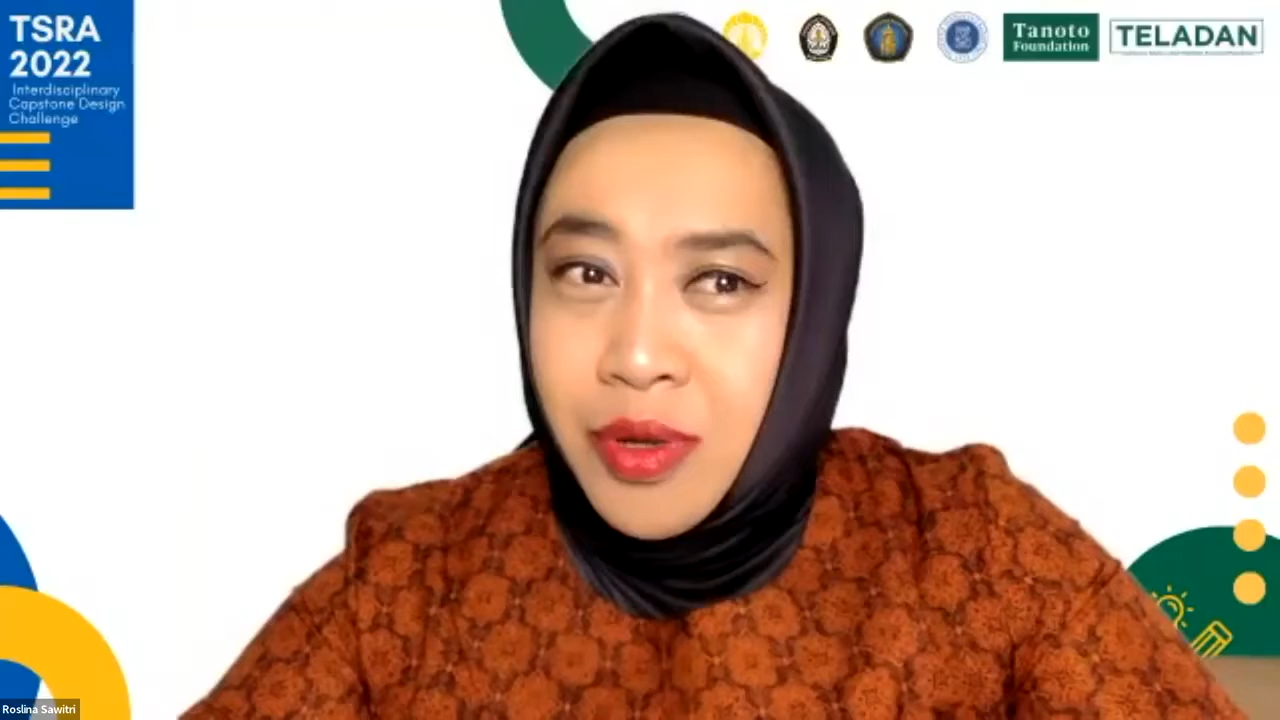 TSRA
2022
Interdisciplinary
Capstone Design
Challenge
Tanoto
Foundation
TELADAN
Roslina Sawitri